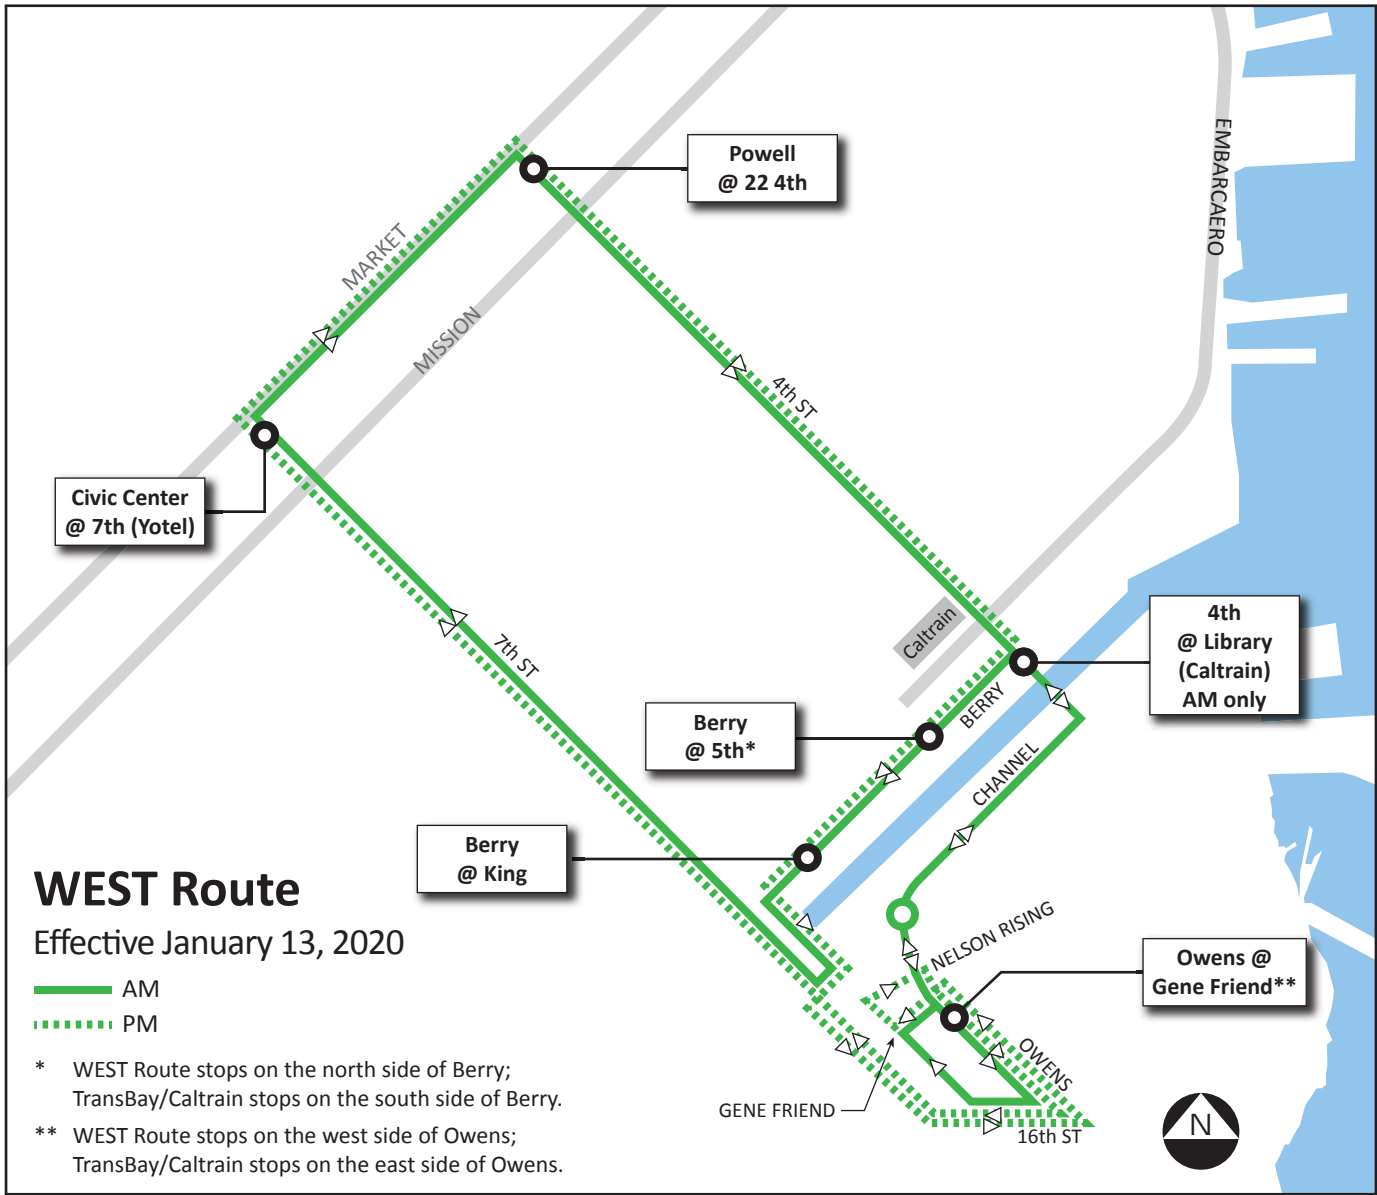 Powell
@ 22 4th
EMBARCAERO
MARKET
MISSION
4th ST
Civic Center
@ 7th (Yotel)
7th ST
Caltrain
4th
@ Library
(Caltrain)
AM only
BERRY
Berry
@ 5th*
CHANNEL
Berry
@ King
WEST Route
Effective January 13, 2020
AM
PM
NELSON RISING
Owens @
Gene Friend**
OWENS
GENE FRIEND
16th ST
N
* WEST Route stops on the north side of Berry;
TransBay/Caltrain stops on the south side of Berry.
** WEST Route stops on the west side of Owens;
TransBay/Caltrain stops on the east side of Owens.